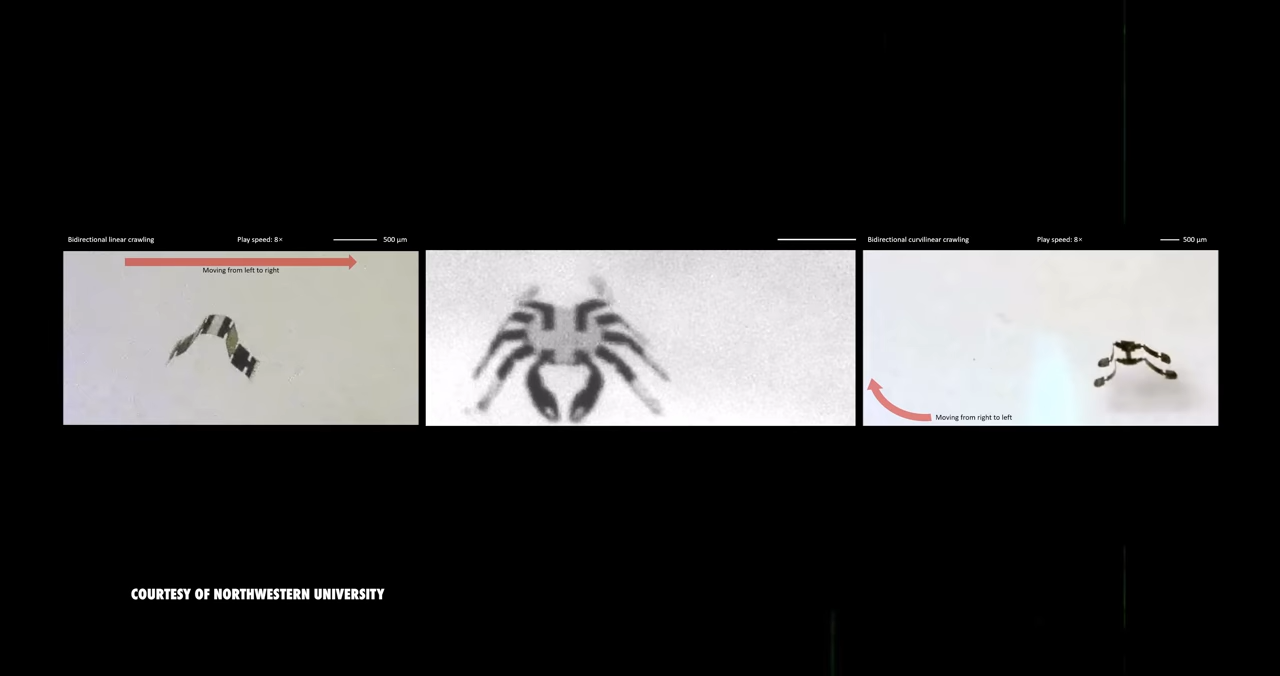 Bidirectional linear crawling
Play speed: 8×
500 μm
Moving from left to right
Bidirectional curvilinear crawling
Play speed: 8×
500 μm
Moving from right to left
COURTESY OF NORTHWESTERN UNIVERSITY